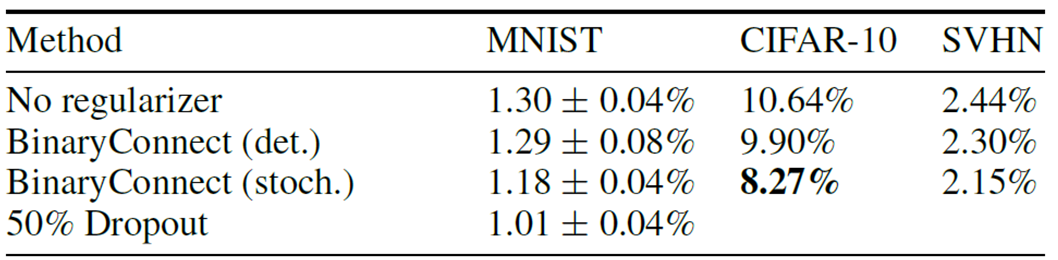 Method MNIST CIFAR-10 SVHN
No regularizer 1.30 ± 0.04% 10.64% 2.44%
BinaryConnect (det.) 1.29 ± 0.08% 9.90% 2.30%
BinaryConnect (stoch.) 1.18 ± 0.04% 8.27% 2.15%
50% Dropout 1.01 ± 0.04%